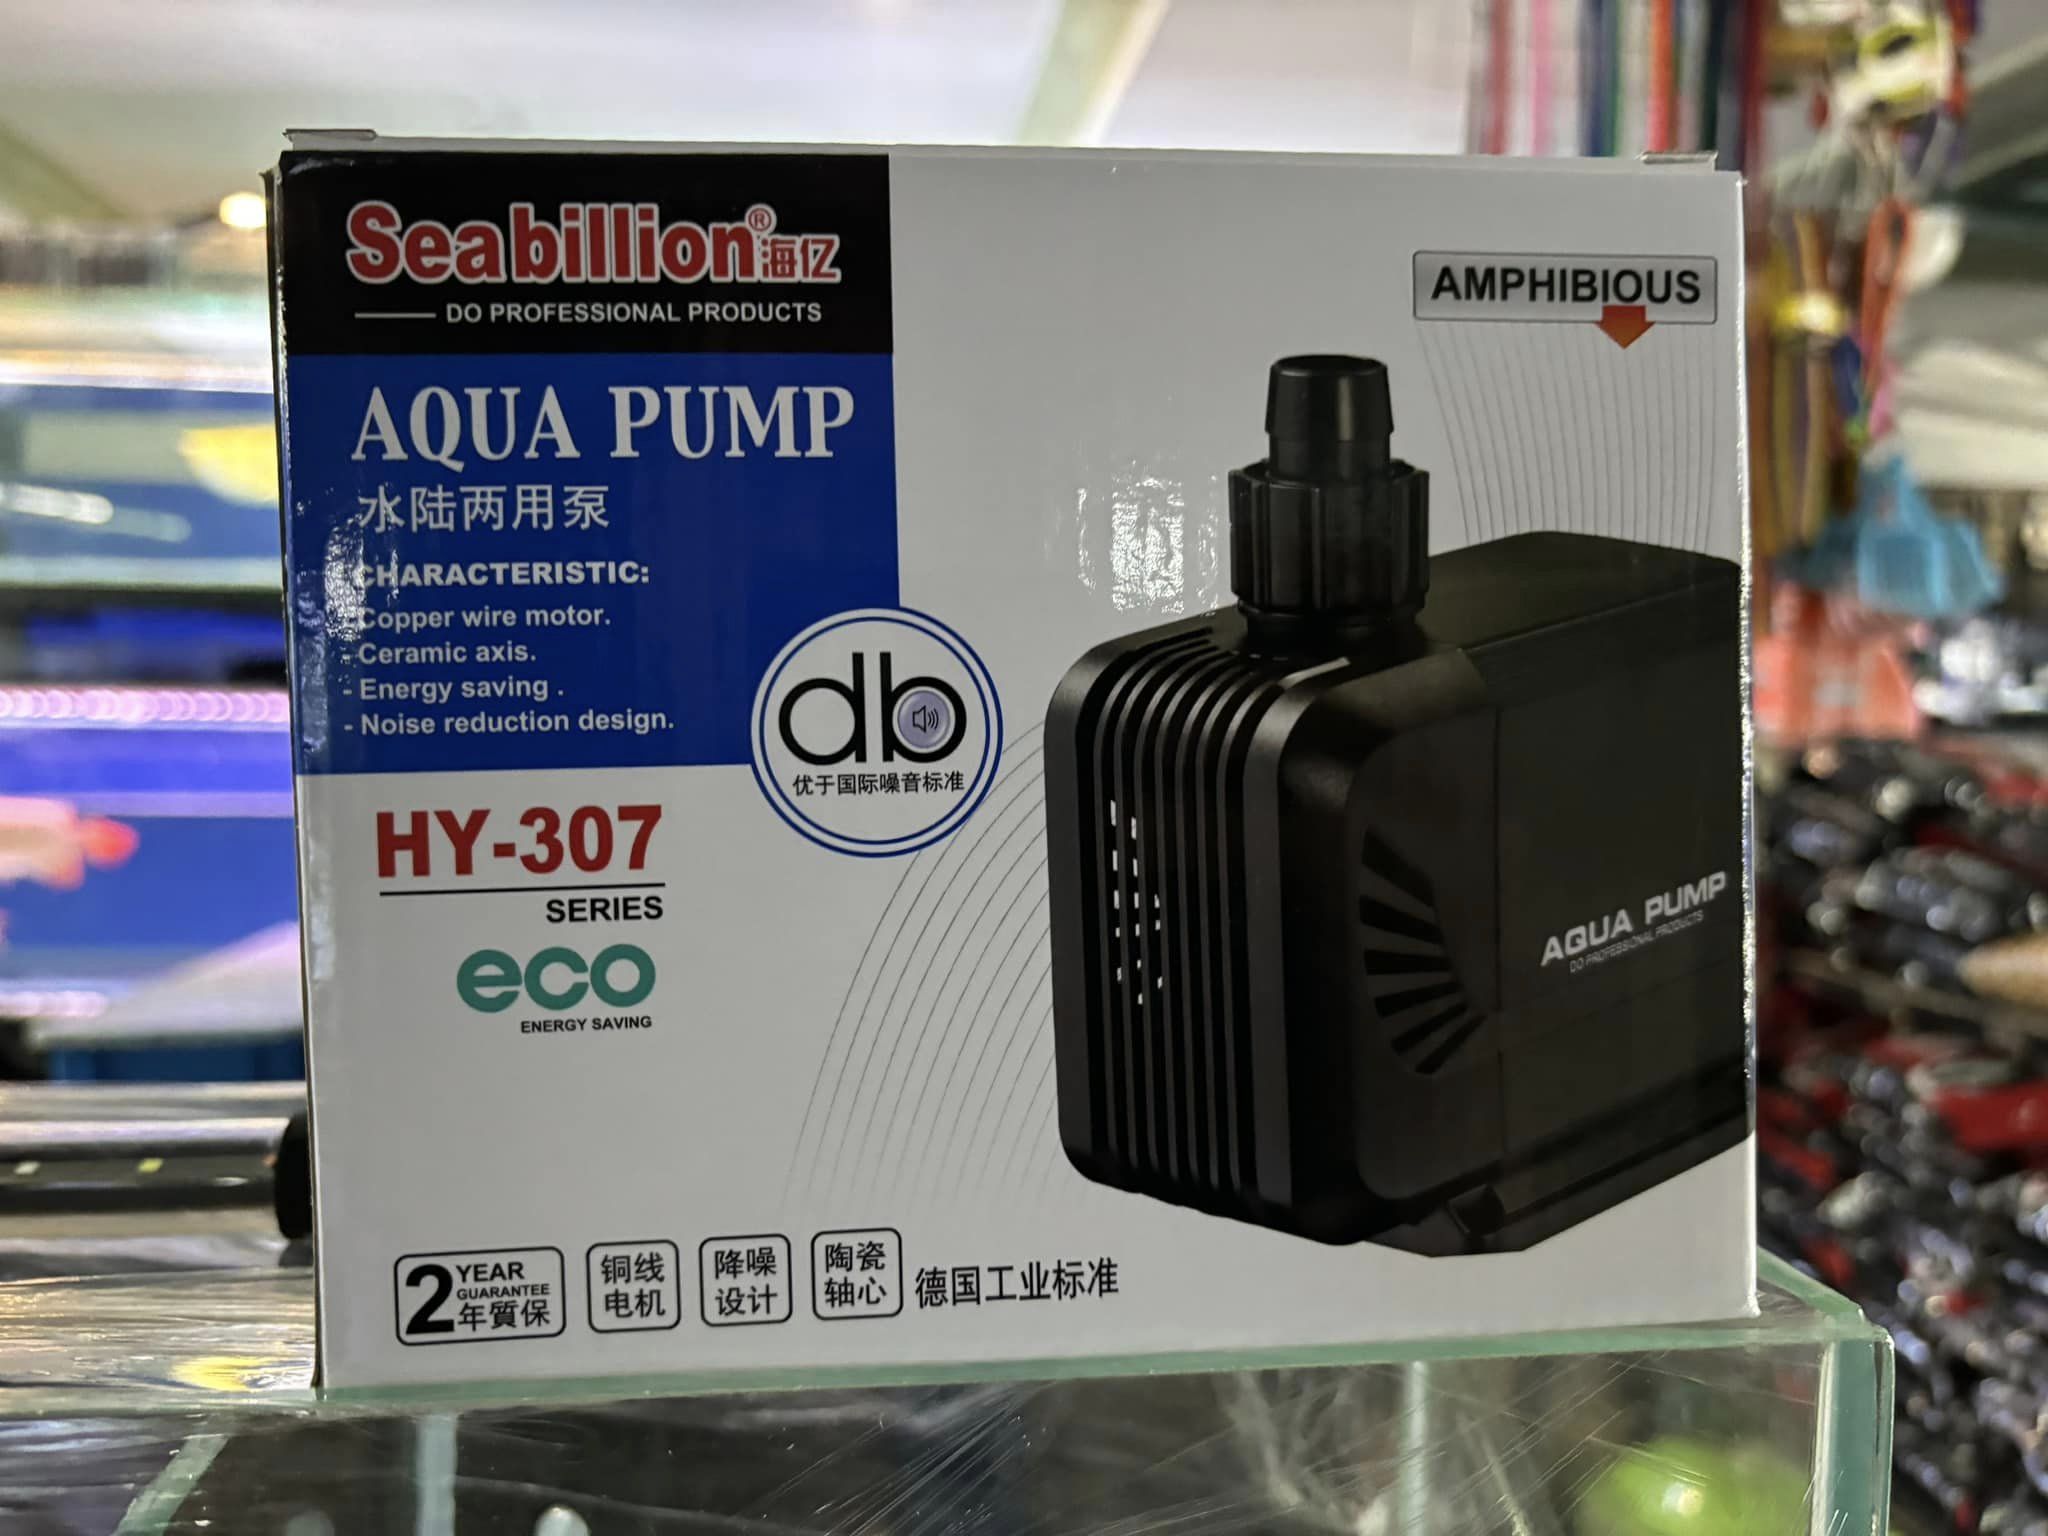 Seabillion®海亿
DO PROFESSIONAL PRODUCTS
AQUA PUMP
水陆两用泵
CHARACTERISTIC:
- Copper wire motor.
- Ceramic axis.
- Energy saving .
- Noise reduction design.
db
优于国际噪音标准
HY-307
SERIES
eco
ENERGY SAVING
AMPHIBIOUS
AQUA PUMP
DO PROFESSIONAL PRODUCTS
2 YEAR
GUARANTEE
年質保
铜线
电机
降噪
设计
陶瓷
轴心
德国工业标准